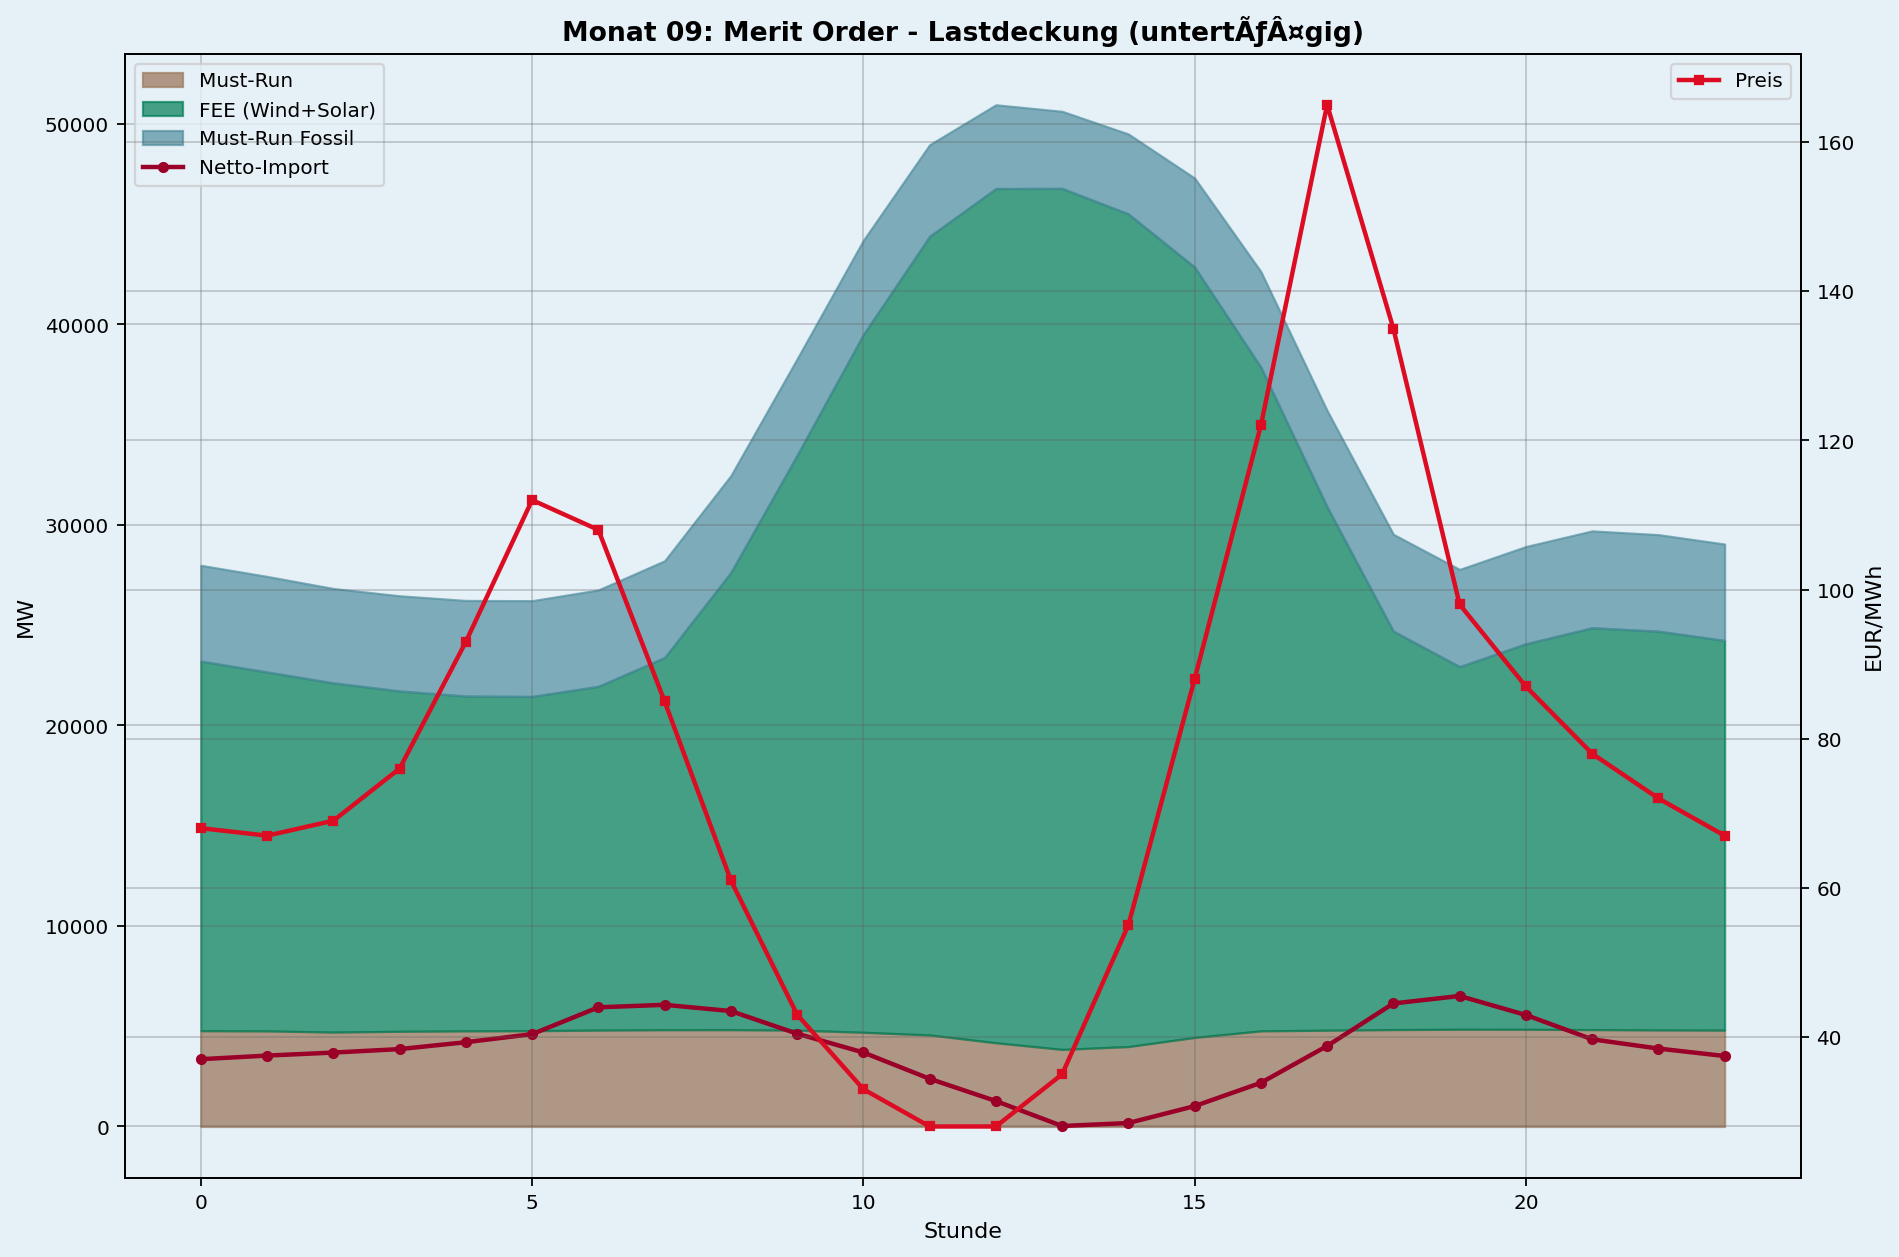 Monat 09: Merit Order - Lastdeckung (untertÃƒÂ¤gig)
Must-Run
FEE (Wind+Solar)
Must-Run Fossil
Netto-Import
Preis
50000
40000
30000
20000
10000
0
MW
160
140
120
100
80
60
40
EUR/MWh
0 5 10 15 20
Stunde